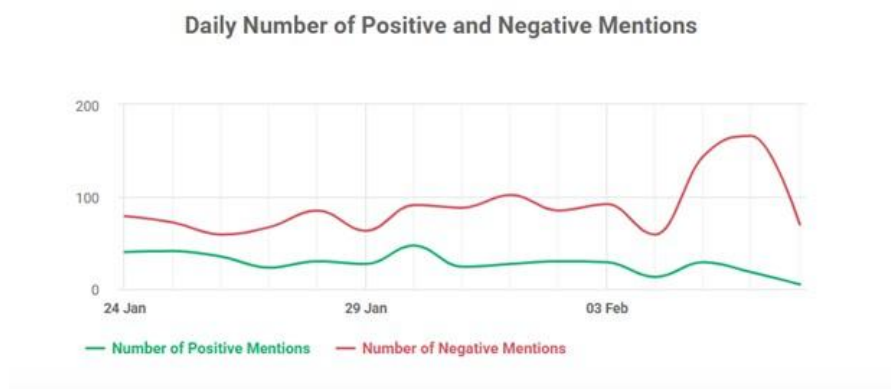 Daily Number of Positive and Negative Mentions
200
100
0
24 Jan 29 Jan 03 Feb
Number of Positive Mentions Number of Negative Mentions